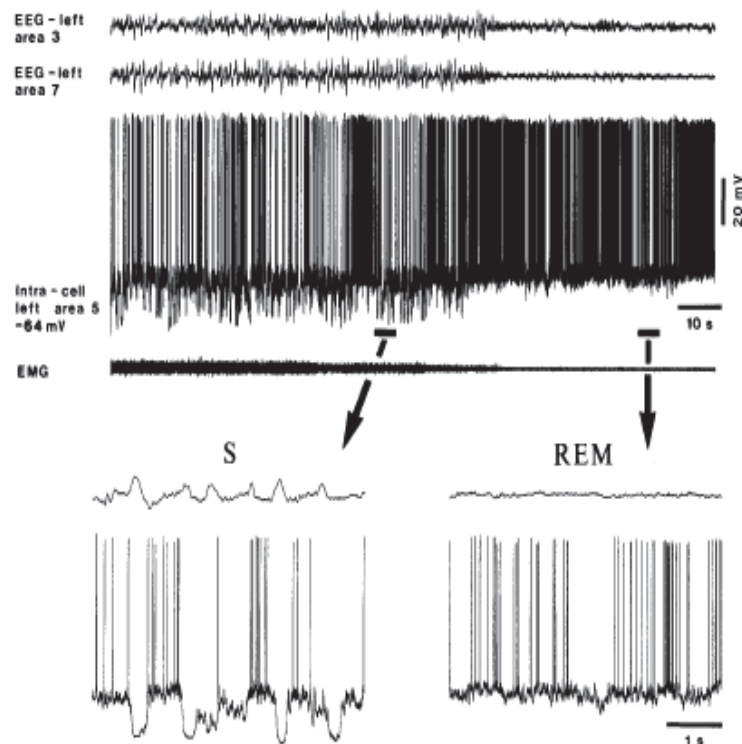 EEG - left
area 3
EEG - left
area 7
20 mV
Intra - cell
left area 5
-64 mV
10 s
EMG
S
REM
1 s